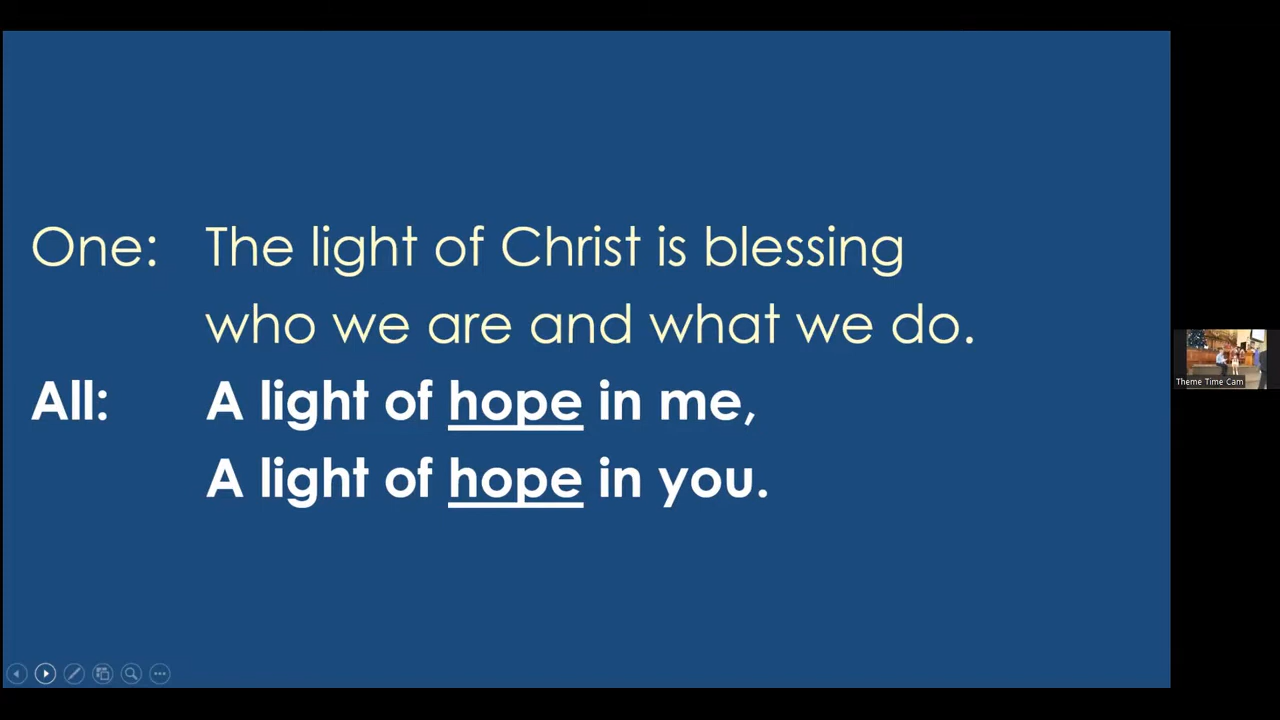 One: The light of Christ is blessing
who we are and what we do.
All: A light of hope in me,
A light of hope in you.
Theme Time Cam